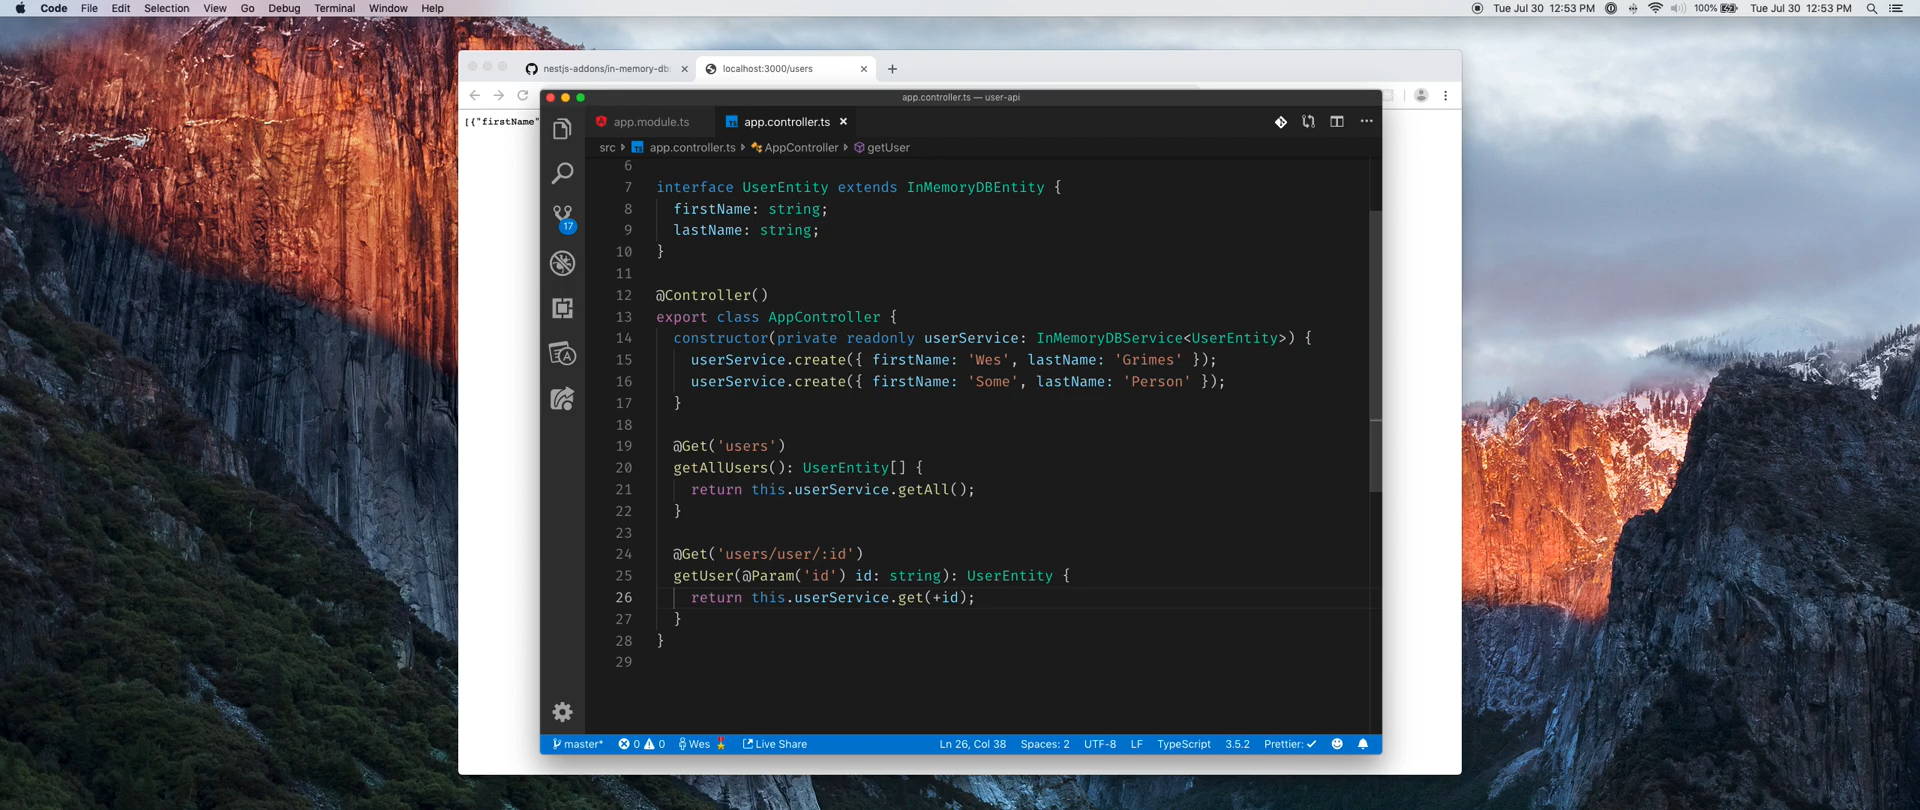 Code File Edit Selection View Go Debug Terminal Window Help
Tue Jul 30 12:53 PM 100% Tue Jul 30 12:53 PM
nestjs-addons/in-memory-db
localhost:3000/users
[{"firstName"
app.controller.ts — user-api
app.module.ts
app.controller.ts
src app.controller.ts AppController getUser
6
7 interface UserEntity extends InMemoryDBEntity {
8 firstName: string;
9 lastName: string;
10 }
11
12 @Controller()
13 export class AppController {
14 constructor(private readonly userService: InMemoryDBService<UserEntity>) {
15 userService.create({ firstName: 'Wes', lastName: 'Grimes' });
16 userService.create({ firstName: 'Some', lastName: 'Person' });
17 }
18
19 @Get('users')
20 getAllUsers(): UserEntity[] {
21 return this.userService.getAll();
22 }
23
24 @Get('users/user/:id')
25 getUser(@Param('id') id: string): UserEntity {
26 return this.userService.get(+id);
27 }
28 }
29
17
master* 0 0 Wes Live Share Ln 26, Col 38 Spaces: 2 UTF-8 LF TypeScript 3.5.2 Prettier: ✓